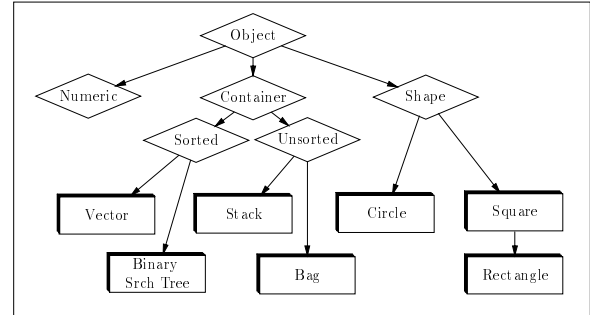 Object
Numeric
Container
Shape
Sorted
Unsorted
Vector
Stack
Circle
Square
Binary
Srch Tree
Bag
Rectangle